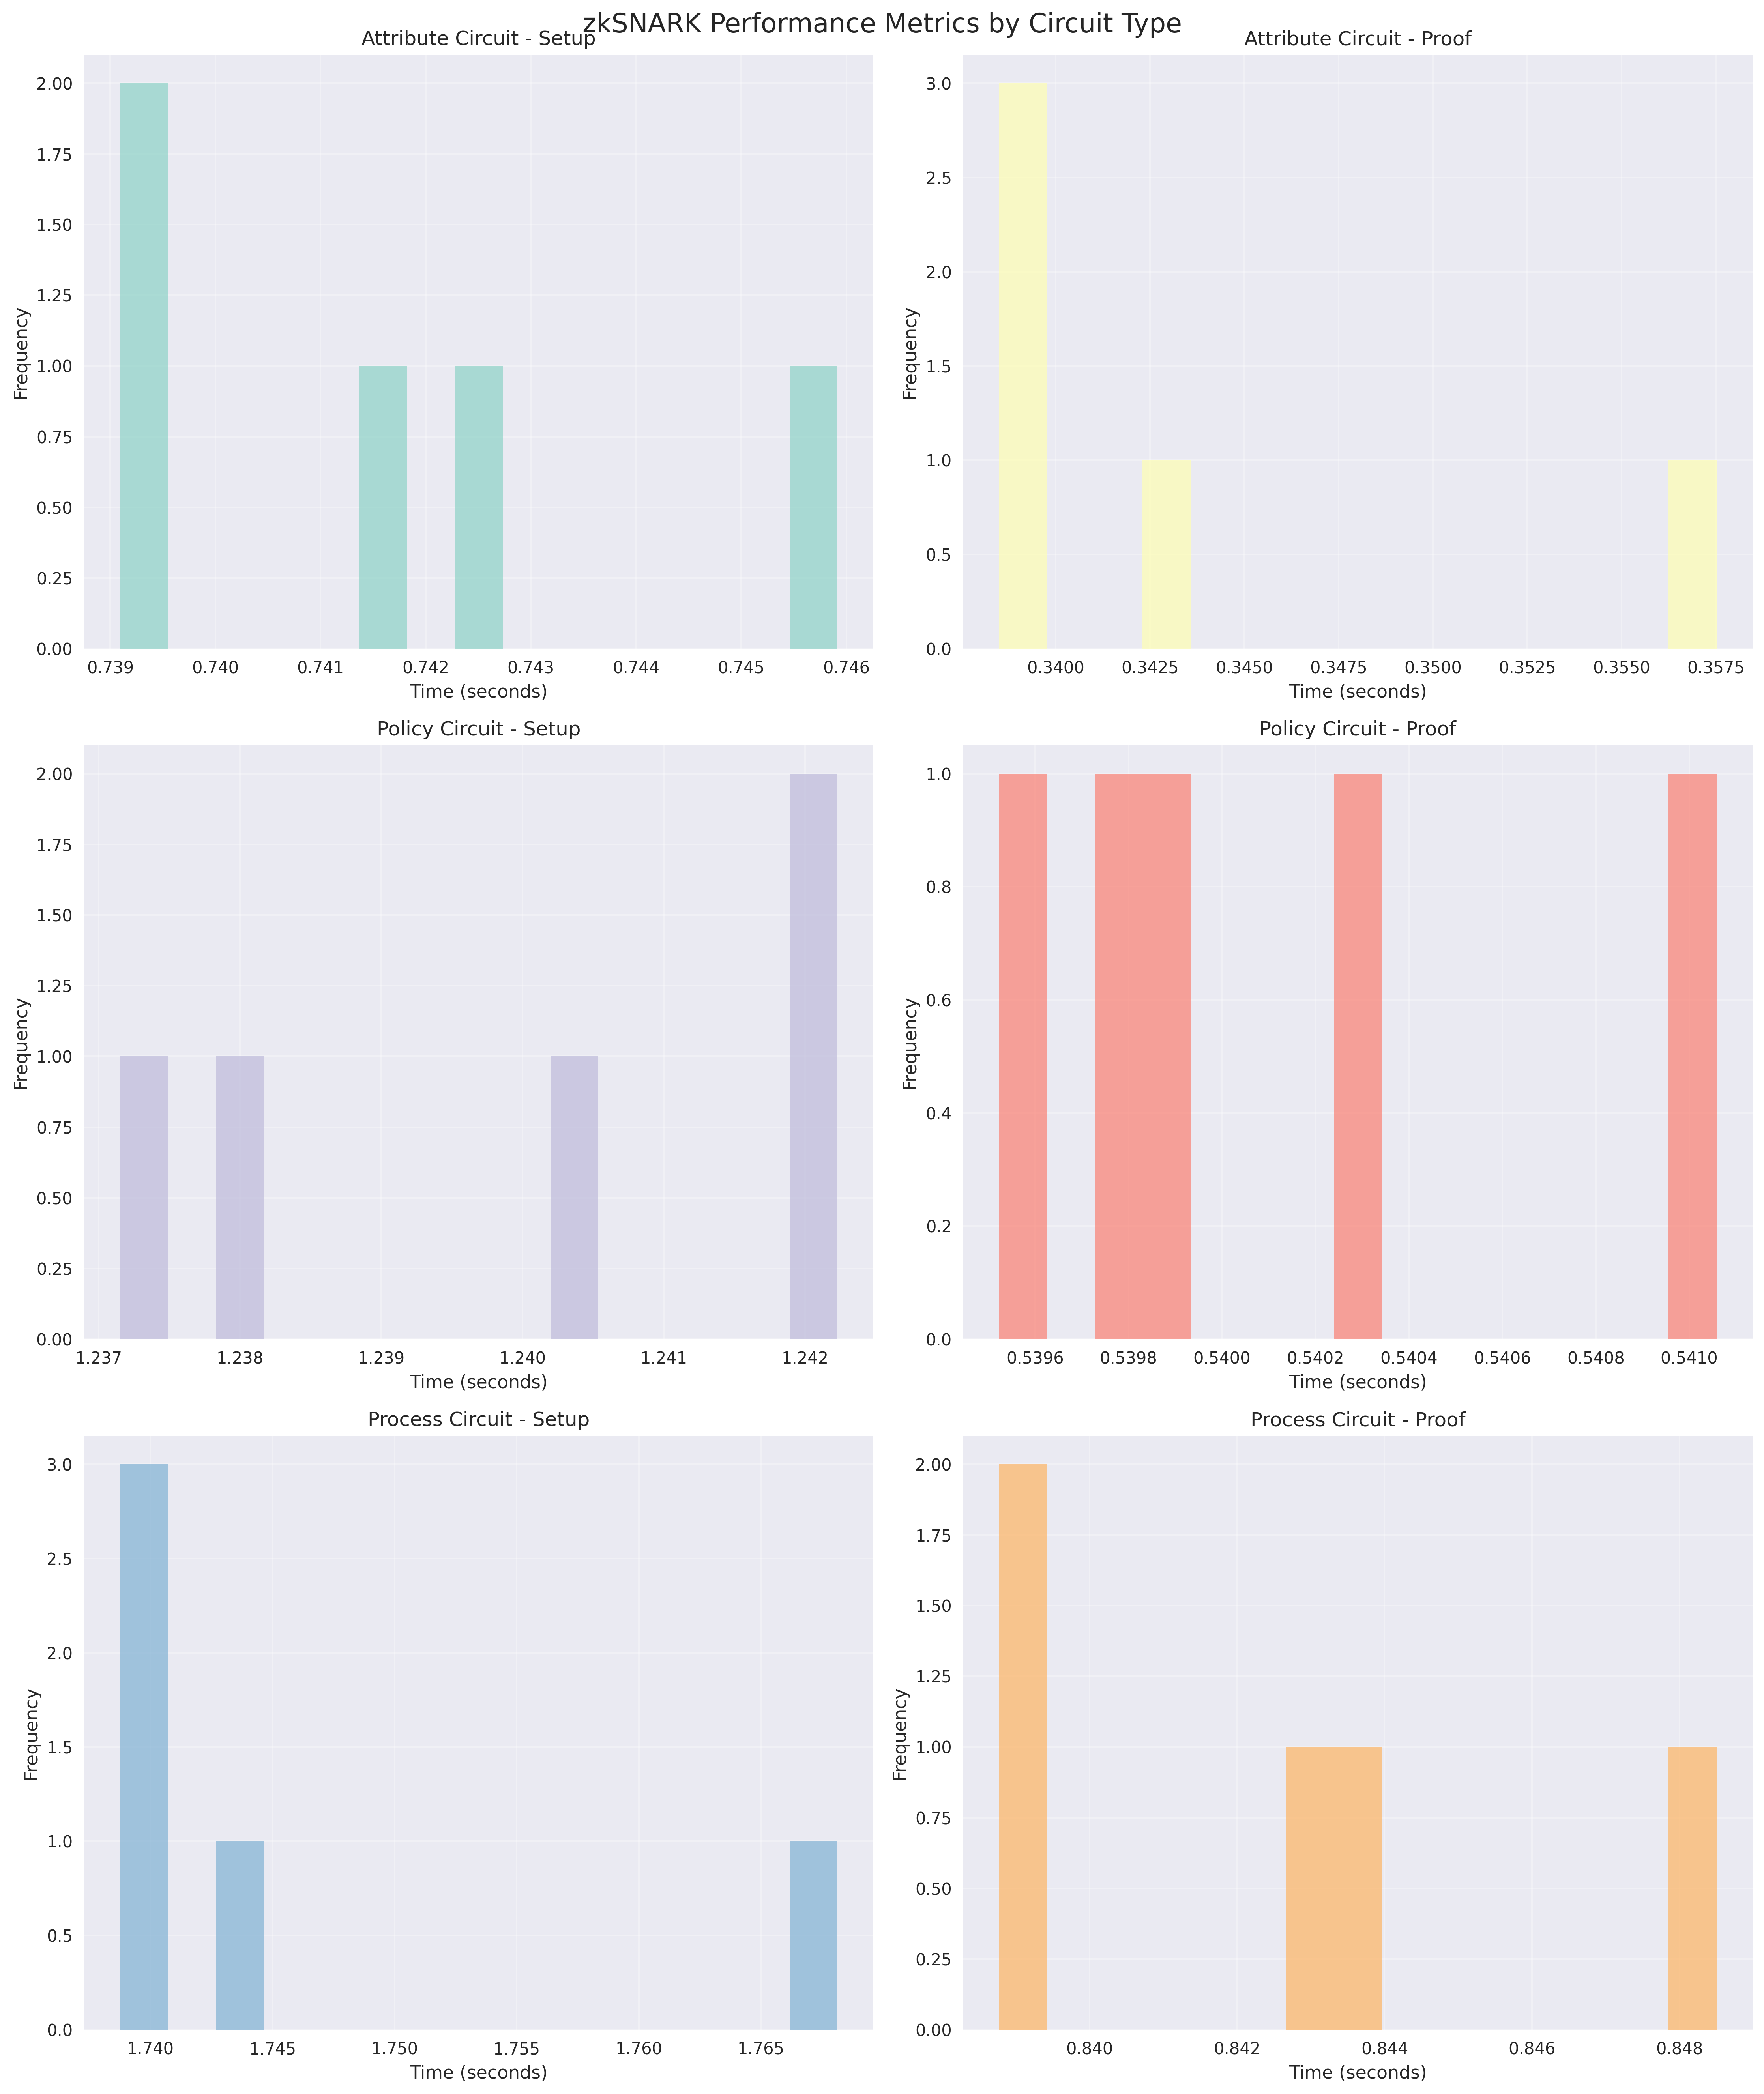 zkSNARK Performance Metrics by Circuit Type
Attribute Circuit - Setup
Frequency
2.00
1.75
1.50
1.25
1.00
0.75
0.50
0.25
0.00
0.739 0.740 0.741 0.742 0.743 0.744 0.745 0.746
Time (seconds)
Attribute Circuit - Proof
Frequency
3.0
2.5
2.0
1.5
1.0
0.5
0.0
0.3400 0.3425 0.3450 0.3475 0.3500 0.3525 0.3550 0.3575
Time (seconds)
Policy Circuit - Setup
Frequency
2.00
1.75
1.50
1.25
1.00
0.75
0.50
0.25
0.00
1.237 1.238 1.239 1.240 1.241 1.242
Time (seconds)
Policy Circuit - Proof
Frequency
1.0
0.8
0.6
0.4
0.2
0.0
0.5396 0.5398 0.5400 0.5402 0.5404 0.5406 0.5408 0.5410
Time (seconds)
Process Circuit - Setup
Frequency
3.0
2.5
2.0
1.5
1.0
0.5
0.0
1.740 1.745 1.750 1.755 1.760 1.765
Time (seconds)
Process Circuit - Proof
Frequency
2.00
1.75
1.50
1.25
1.00
0.75
0.50
0.25
0.00
0.840 0.842 0.844 0.846 0.848
Time (seconds)